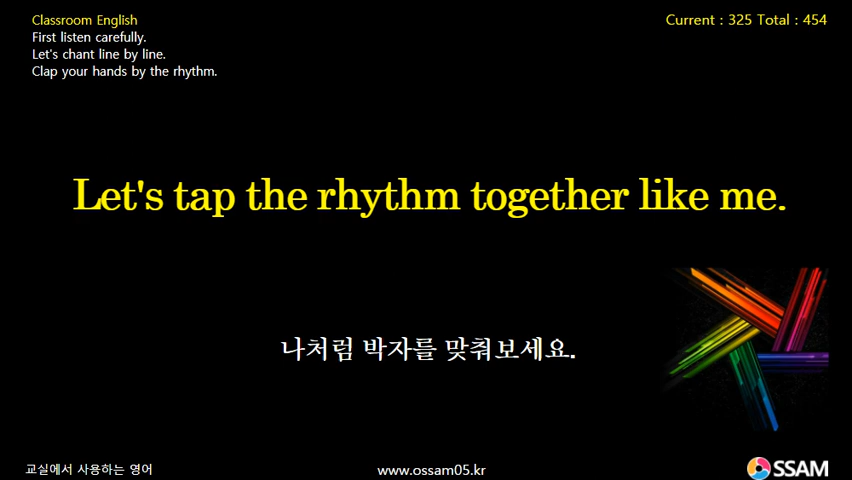 Classroom English
First listen carefully.
Let's chant line by line.
Clap your hands by the rhythm.
Current : 325 Total : 454
Let's tap the rhythm together like me.
나처럼 박자를 맞춰보세요.
교실에서 사용하는 영어
www.ossam05.kr
SSAM